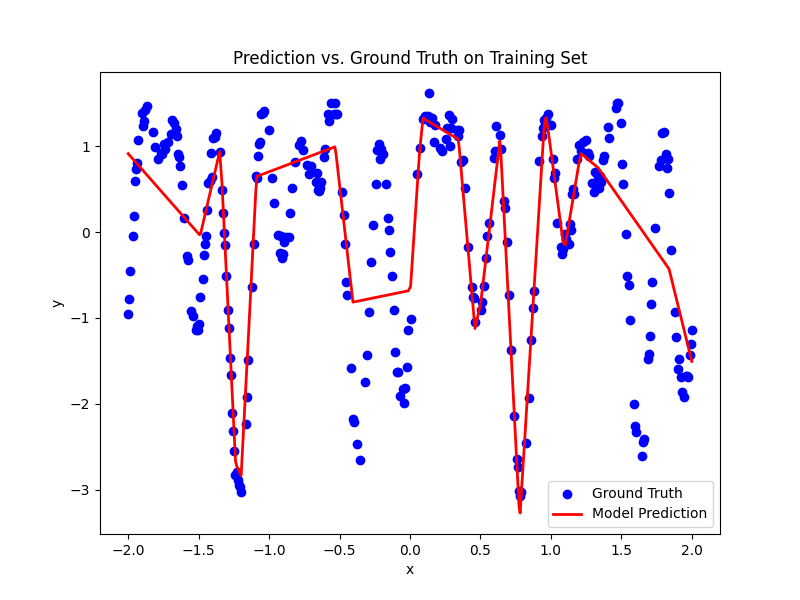 Prediction vs. Ground Truth on Training Set
y
1
0
−1
−2
−3
−2.0 −1.5 −1.0 −0.5 0.0 0.5 1.0 1.5 2.0
x
Ground Truth
Model Prediction